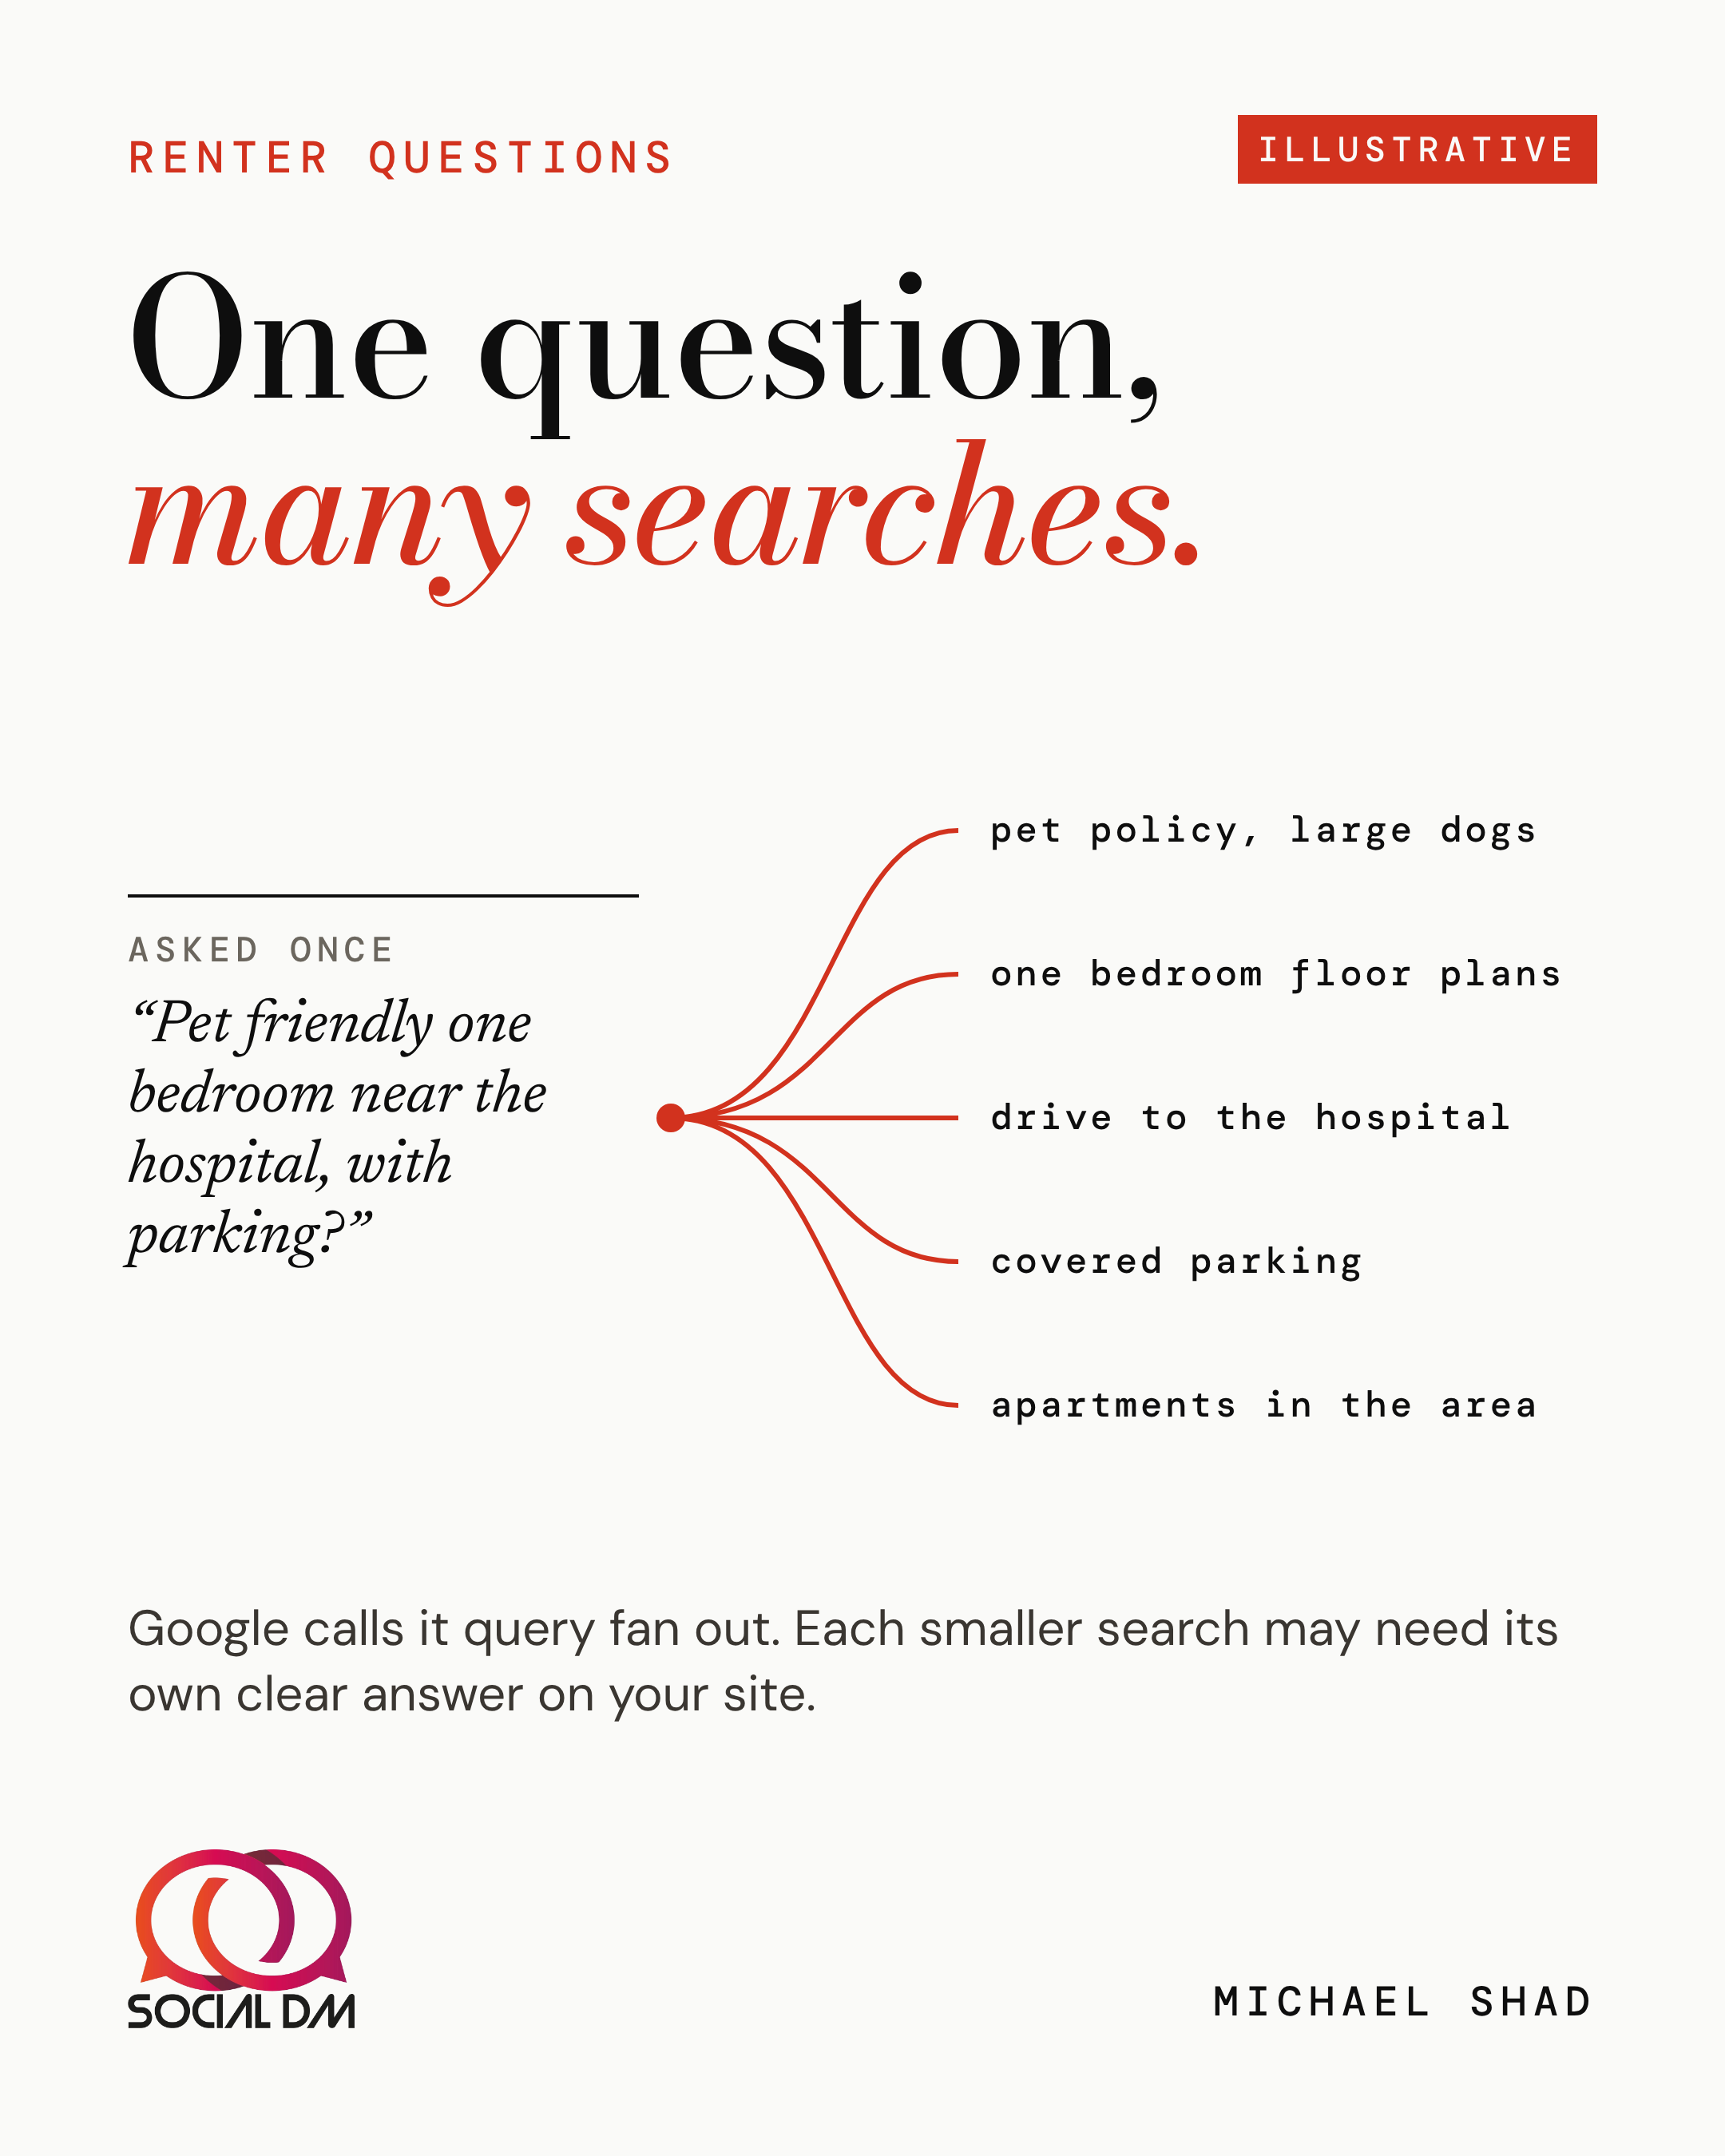 RENTER QUESTIONS
ILLUSTRATIVE
One question,
many searches.
ASKED ONCE
“Pet friendly one
bedroom near the
hospital, with
parking?”
pet policy, large dogs
one bedroom floor plans
drive to the hospital
covered parking
apartments in the area
Google calls it query fan out. Each smaller search may need its
own clear answer on your site.
SOCIAL DM
MICHAEL SHAD